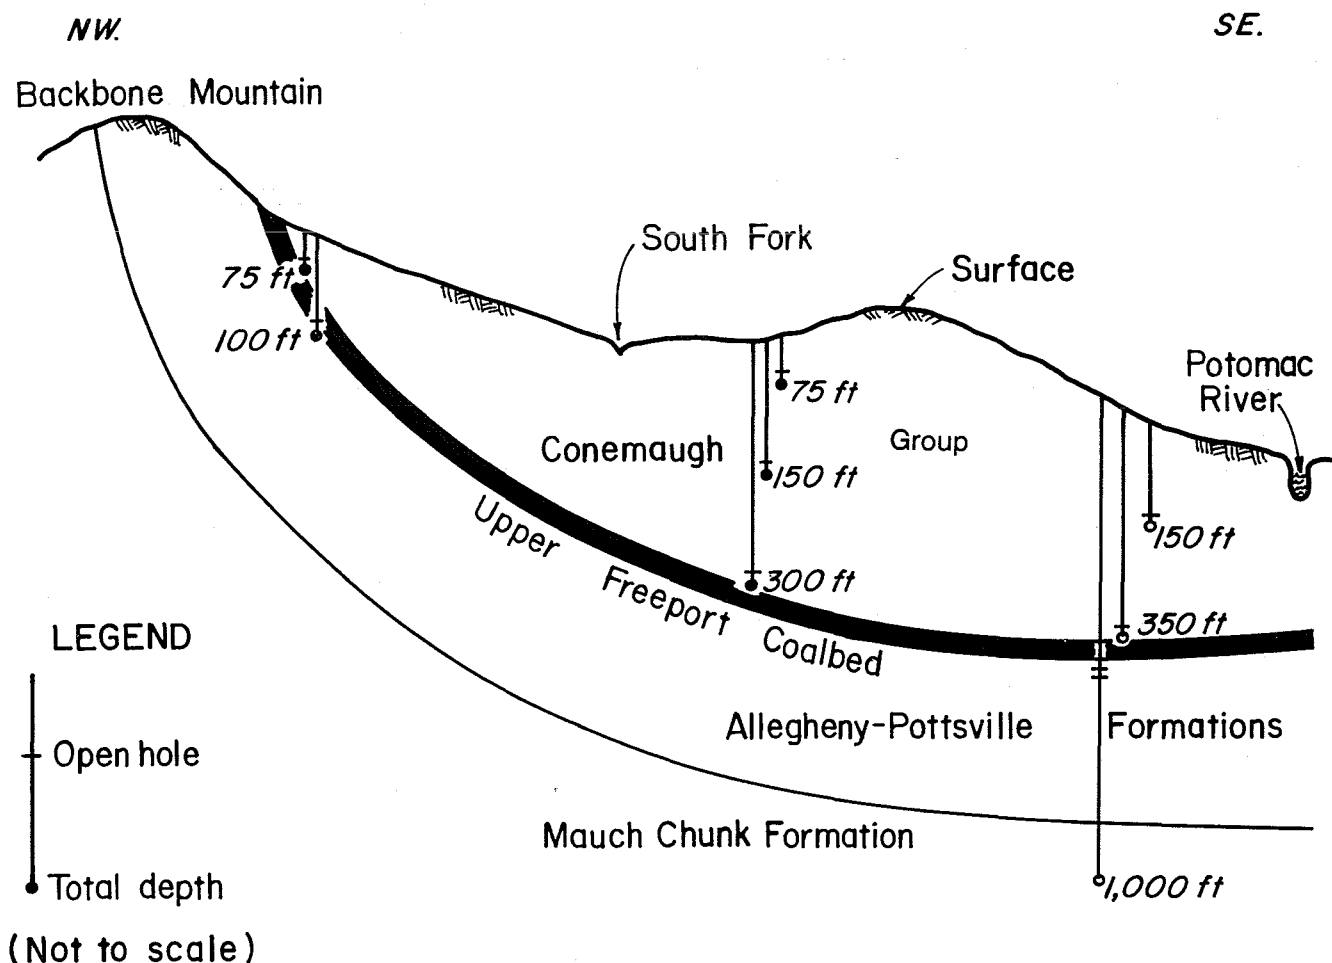 NW.
SE.
Backbone Mountain
South Fork
Surface
75 ft
100 ft
Potomac
River
75 ft
Conemaugh Group
150 ft
150 ft
Upper Freeport Coalbed
300 ft
350 ft
LEGEND
Open hole
Total depth
(Not to scale)
Allegheny-Pottsville Formations
Mauch Chunk Formation
1,000 ft